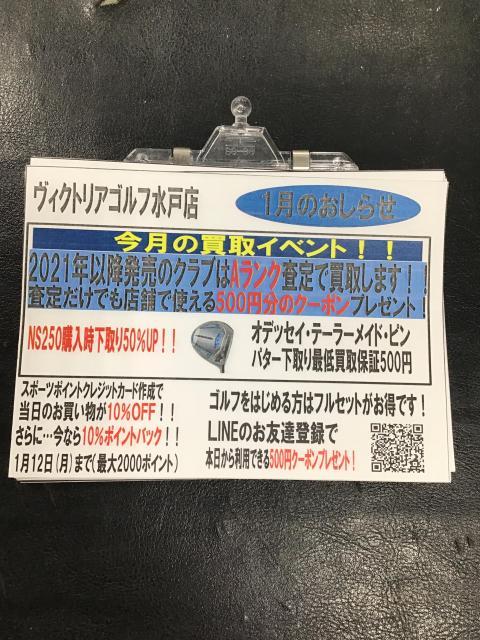 ヴィクトリアゴルフ水戸店
1月のおしらせ
今月の買取イベント！！
2021年以降発売のクラブはAランク査定で買取します！！
査定だけでも店舗で使える500円分のクーポンプレゼント！
NS250購入時下取り50%UP！！
オデッセイ・テーラーメイド・ピン
パター下取り最低買取保証500円
スポーツポイントクレジットカード作成で
当日のお買い物が10%OFF！！
さらに…今なら10%ポイントバック！！
1月12日(月)まで(最大2000ポイント)
ゴルフをはじめる方はフルセットがお得です！
LINEのお友達登録で
本日から利用できる500円クーポンプレゼント！